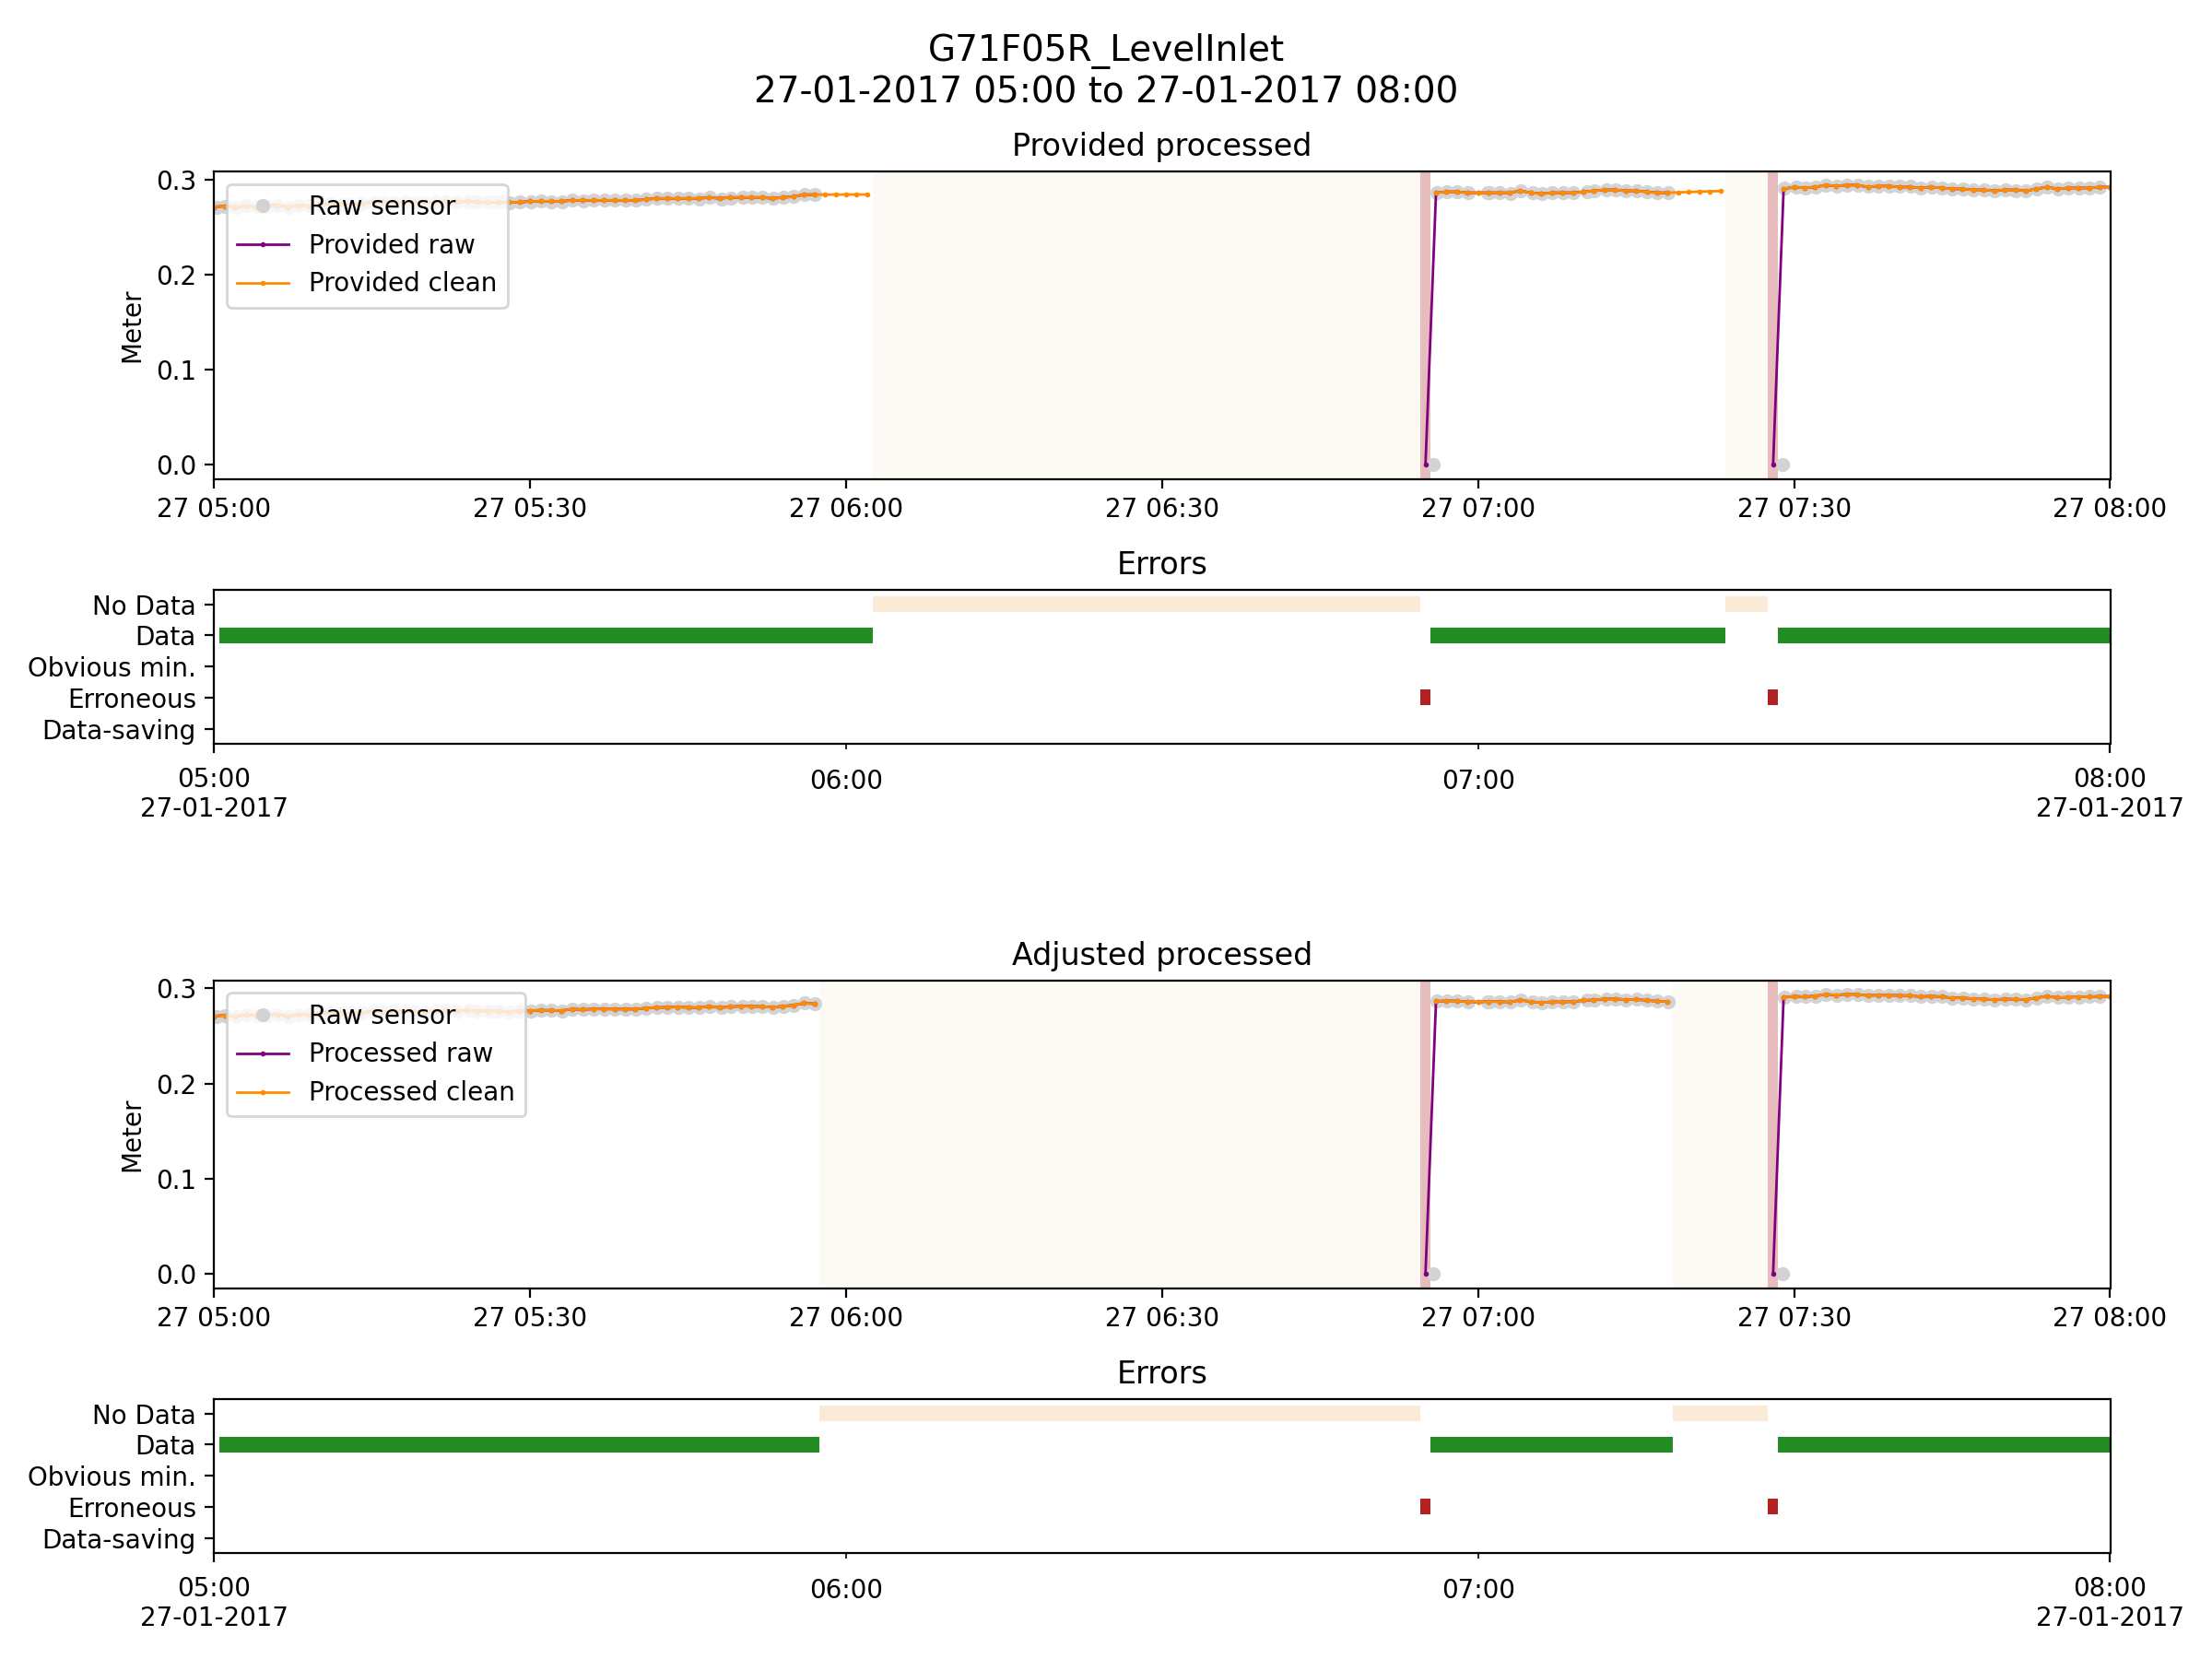 G71F05R_LevelInlet
27-01-2017 05:00 to 27-01-2017 08:00
Provided processed
Meter
0.3
0.2
0.1
0.0
Raw sensor
Provided raw
Provided clean
27 05:00 27 05:30 27 06:00 27 06:30 27 07:00 27 07:30 27 08:00
Errors
No Data
Data
Obvious min.
Erroneous
Data-saving
05:00 06:00 07:00 08:00
27-01-2017 27-01-2017
Adjusted processed
Meter
0.3
0.2
0.1
0.0
Raw sensor
Processed raw
Processed clean
27 05:00 27 05:30 27 06:00 27 06:30 27 07:00 27 07:30 27 08:00
Errors
No Data
Data
Obvious min.
Erroneous
Data-saving
05:00 06:00 07:00 08:00
27-01-2017 27-01-2017